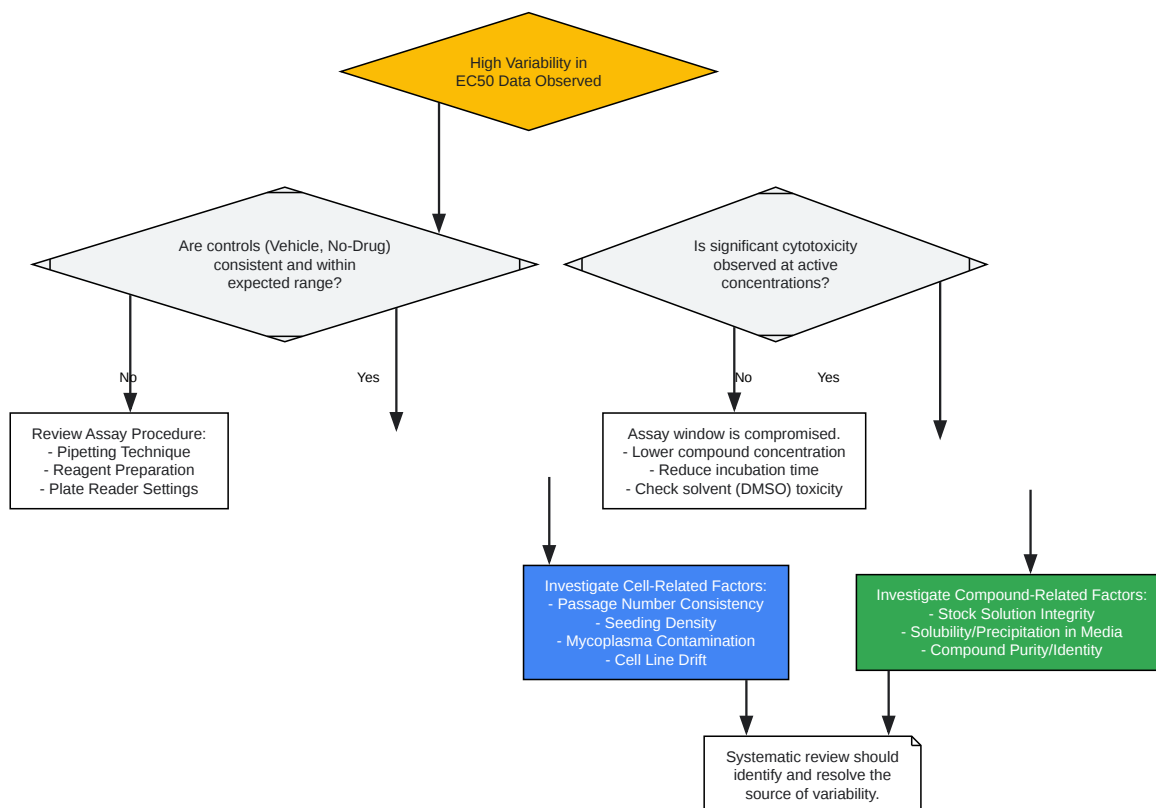 High Variability in
EC50 Data Observed
Are controls (Vehicle, No-Drug)
consistent and within
expected range?
Is significant cytotoxicity
observed at active
concentrations?
No
Yes
No
Yes
Review Assay Procedure:
- Pipetting Technique
- Reagent Preparation
- Plate Reader Settings
Assay window is compromised.
- Lower compound concentration
- Reduce incubation time
- Check solvent (DMSO) toxicity
Investigate Cell-Related Factors:
- Passage Number Consistency
- Seeding Density
- Mycoplasma Contamination
- Cell Line Drift
Investigate Compound-Related Factors:
- Stock Solution Integrity
- Solubility/Precipitation in Media
- Compound Purity/Identity
Systematic review should
identify and resolve the
source of variability.